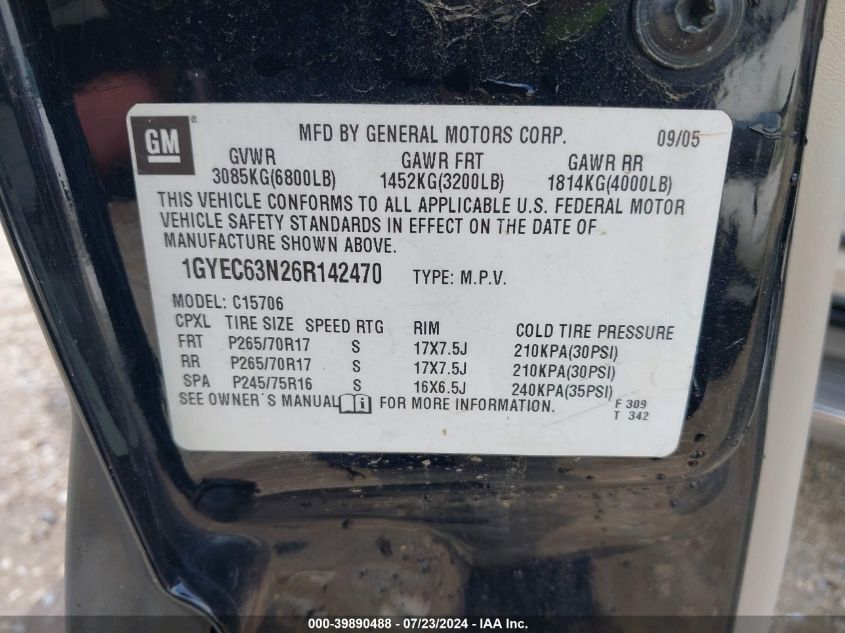 GM ®
MFD BY GENERAL MOTORS CORP. 09/05
GVWR GAWR FRT GAWR RR
3085KG(6800LB) 1452KG(3200LB) 1814KG(4000LB)
THIS VEHICLE CONFORMS TO ALL APPLICABLE U.S. FEDERAL MOTOR
VEHICLE SAFETY STANDARDS IN EFFECT ON THE DATE OF
MANUFACTURE SHOWN ABOVE.
1GYEC63N26R142470 TYPE: M.P.V.
MODEL: C15706
CPXL TIRE SIZE SPEED RTG RIM COLD TIRE PRESSURE
FRT P265/70R17 S 17X7.5J 210KPA(30PSI)
RR P265/70R17 S 17X7.5J 210KPA(30PSI)
SPA P245/75R16 S 16X6.5J 240KPA(35PSI)
SEE OWNER'S MANUAL i FOR MORE INFORMATION.
F 309
T 342
1
000-39890488 - 07/23/2024 - IAAI.com